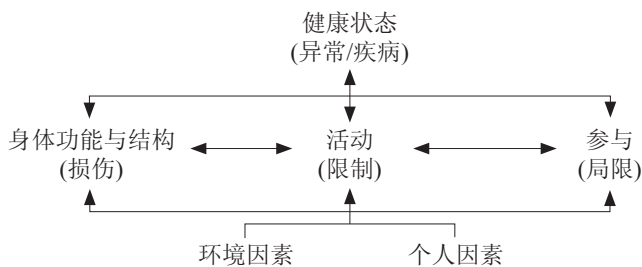 健康状态
(异常/疾病)
身体功能与结构
(损伤)
活动
(限制)
参与
(局限)
环境因素
个人因素